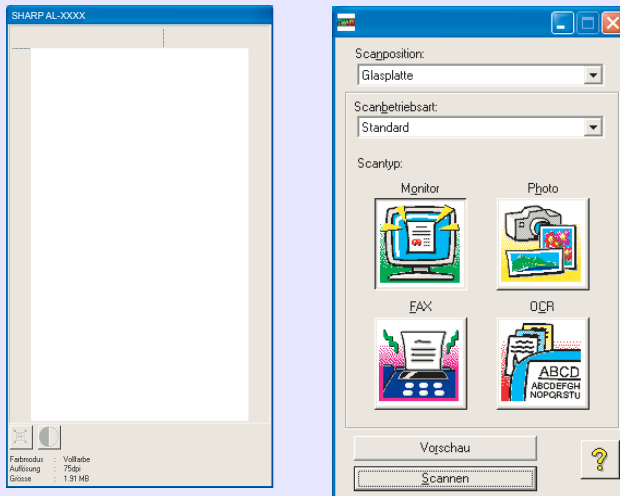 SHARP AL-XXXX
Farbmodus : Vollfarbe
Auflösung : 75dpi
Grösse : 1.91 MB
Scanposition:
Glasplatte
Scanbetriebsart:
Standard
Scantyp:
Monitor Photo
FAX OCR
ABCD
ABCDEFGH
NOPQRSTU
Vorschau
Scannen
?